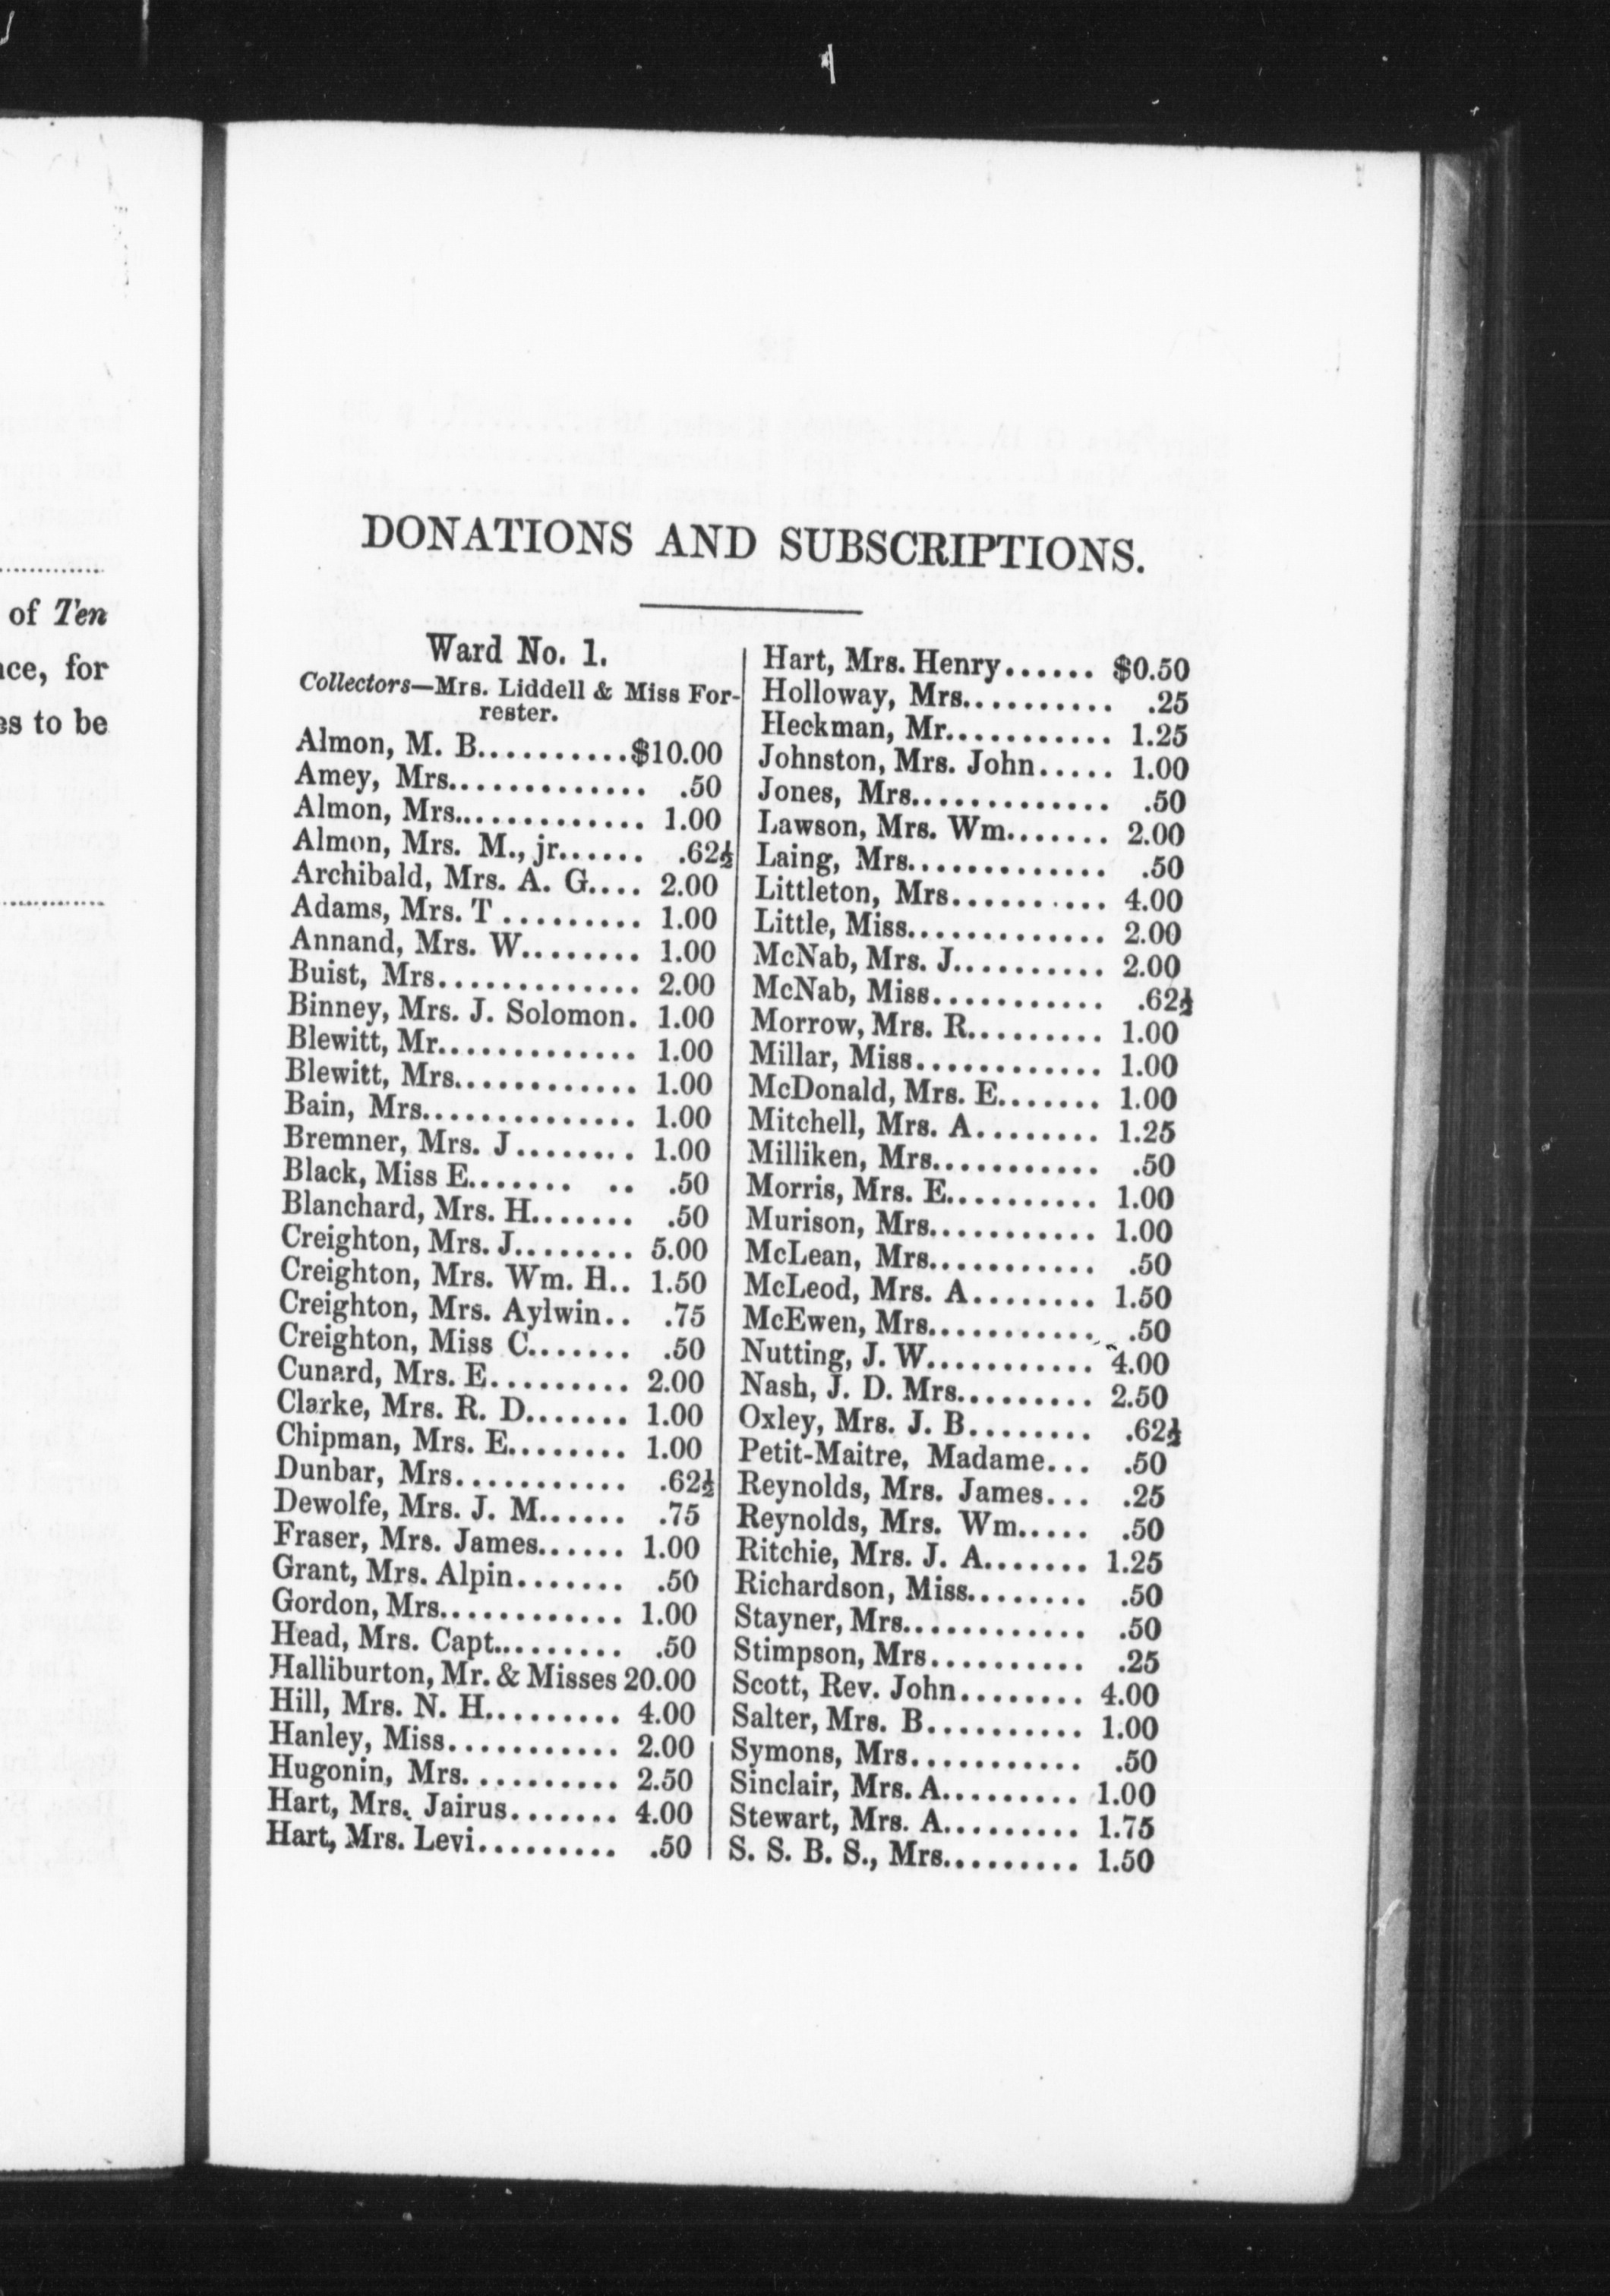 of Ten
ce, for
es to be
DONATIONS AND SUBSCRIPTIONS.
Ward No. 1.
Collectors—Mrs. Liddell & Miss For-
rester.
Almon, M. B..........$10.00
Amey, Mrs.............. .50
Almon, Mrs.............. 1.00
Almon, Mrs. M., jr...... .62½
Archibald, Mrs. A. G.... 2.00
Adams, Mrs. T ......... 1.00
Annand, Mrs. W........ 1.00
Buist, Mrs............. 2.00
Binney, Mrs. J. Solomon. 1.00
Blewitt, Mr............. 1.00
Blewitt, Mrs............ 1.00
Bain, Mrs.............. 1.00
Bremner, Mrs. J........ 1.00
Black, Miss E....... .. .50
Blanchard, Mrs. H....... .50
Creighton, Mrs. J........ 5.00
Creighton, Mrs. Wm. H.. 1.50
Creighton, Mrs. Aylwin.. .75
Creighton, Miss C....... .50
Cunard, Mrs. E......... 2.00
Clarke, Mrs. R. D....... 1.00
Chipman, Mrs. E........ 1.00
Dunbar, Mrs............ .62½
Dewolfe, Mrs. J. M...... .75
Fraser, Mrs. James...... 1.00
Grant, Mrs. Alpin....... .50
Gordon, Mrs............ 1.00
Head, Mrs. Capt......... .50
Halliburton, Mr. & Misses 20.00
Hill, Mrs. N. H......... 4.00
Hanley, Miss........... 2.00
Hugonin, Mrs. ......... 2.50
Hart, Mrs. Jairus....... 4.00
Hart, Mrs. Levi......... .50
Hart, Mrs. Henry...... $0.50
Holloway, Mrs.......... .25
Heckman, Mr........... 1.25
Johnston, Mrs. John..... 1.00
Jones, Mrs............. .50
Lawson, Mrs. Wm....... 2.00
Laing, Mrs............. .50
Littleton, Mrs.......... 4.00
Little, Miss............. 2.00
McNab, Mrs. J.......... 2.00
McNab, Miss........... .62½
Morrow, Mrs. R......... 1.00
Millar, Miss............ 1.00
McDonald, Mrs. E....... 1.00
Mitchell, Mrs. A........ 1.25
Milliken, Mrs........... .50
Morris, Mrs. E.......... 1.00
Murison, Mrs........... 1.00
McLean, Mrs........... .50
McLeod, Mrs. A........ 1.50
McEwen, Mrs........... .50
Nutting, J. W........... 4.00
Nash, J. D. Mrs......... 2.50
Oxley, Mrs. J. B........ .62½
Petit-Maitre, Madame... .50
Reynolds, Mrs. James... .25
Reynolds, Mrs. Wm..... .50
Ritchie, Mrs. J. A....... 1.25
Richardson, Miss........ .50
Stayner, Mrs............ .50
Stimpson, Mrs.......... .25
Scott, Rev. John........ 4.00
Salter, Mrs. B.......... 1.00
Symons, Mrs........... .50
Sinclair, Mrs. A......... 1.00
Stewart, Mrs. A......... 1.75
S. S. B. S., Mrs......... 1.50